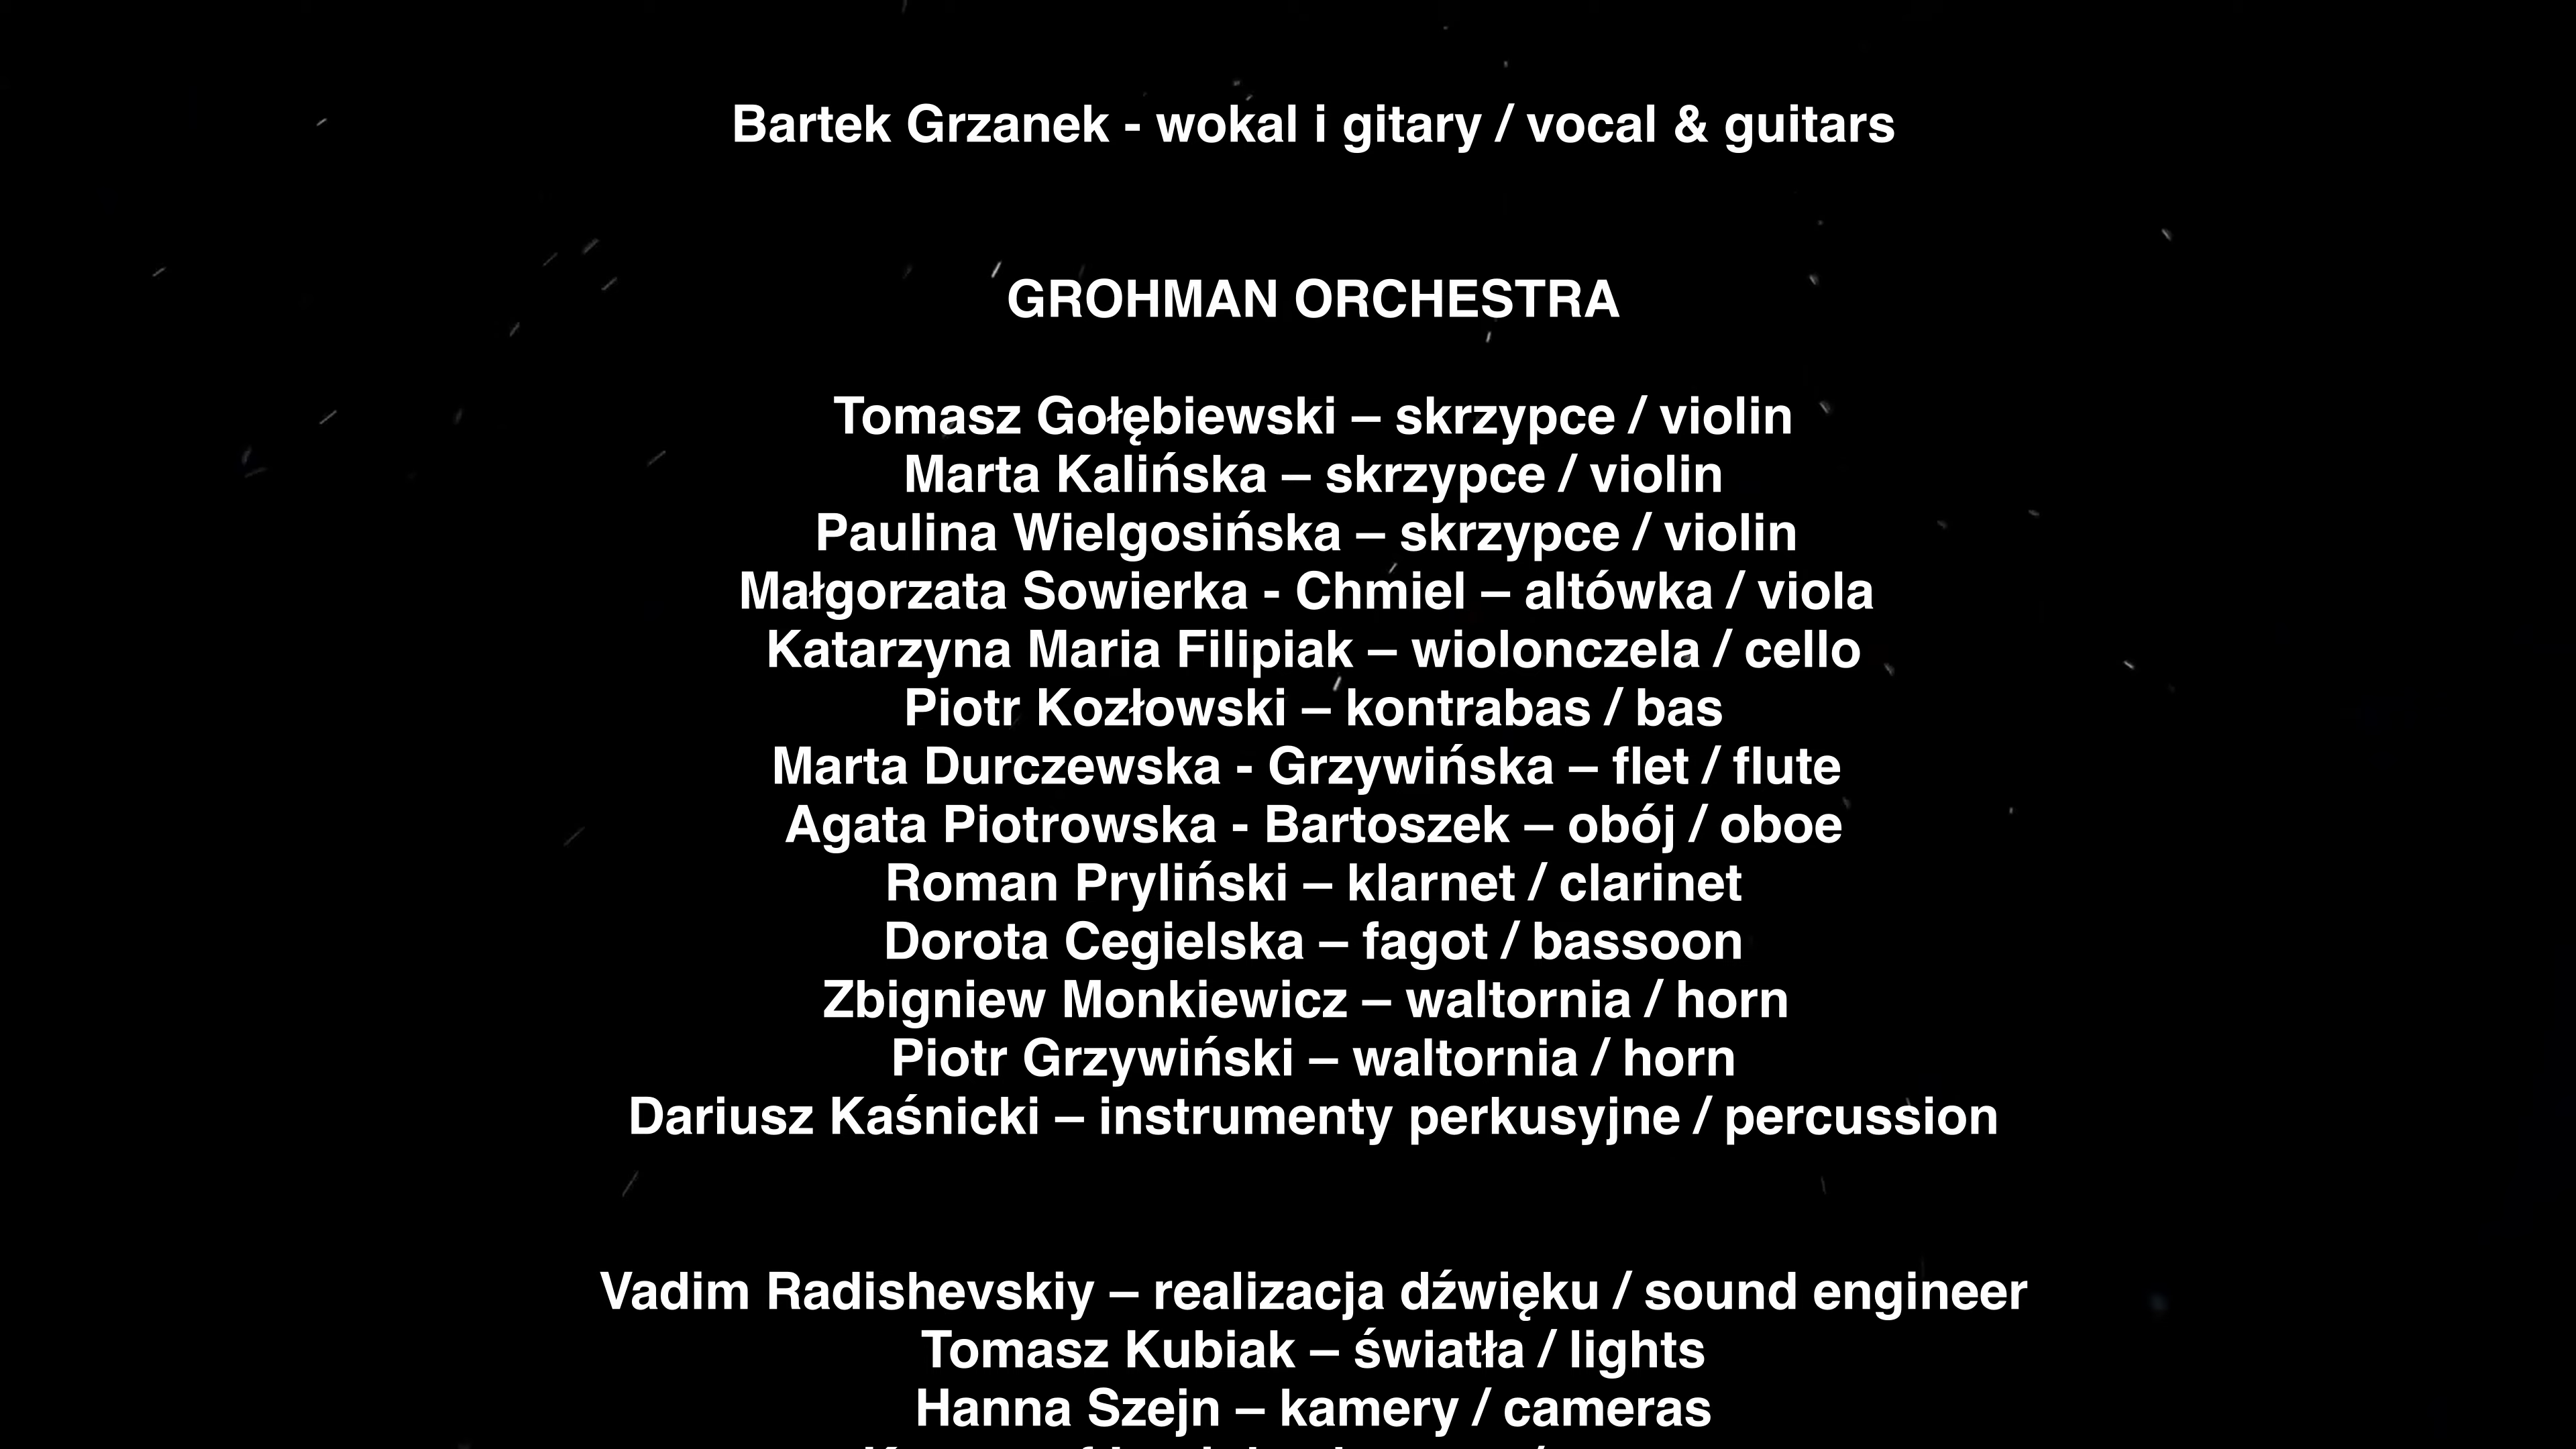 Bartek Grzanek - wokal i gitary / vocal & guitars
GROHMAN ORCHESTRA
Tomasz Gołębiewski – skrzypce / violin
Marta Kalińska – skrzypce / violin
Paulina Wielgosińska – skrzypce / violin
Małgorzata Sowierka - Chmiel – altówka / viola
Katarzyna Maria Filipiak – wiolonczela / cello
Piotr Kozłowski – kontrabas / bas
Marta Durczewska - Grzywińska – flet / flute
Agata Piotrowska - Bartoszek – obój / oboe
Roman Pryliński – klarnet / clarinet
Dorota Cegielska – fagot / bassoon
Zbigniew Monkiewicz – waltornia / horn
Piotr Grzywiński – waltornia / horn
Dariusz Kaśnicki – instrumenty perkusyjne / percussion
Vadim Radishevskiy – realizacja dźwięku / sound engineer
Tomasz Kubiak – światła / lights
Hanna Szejn – kamery / cameras